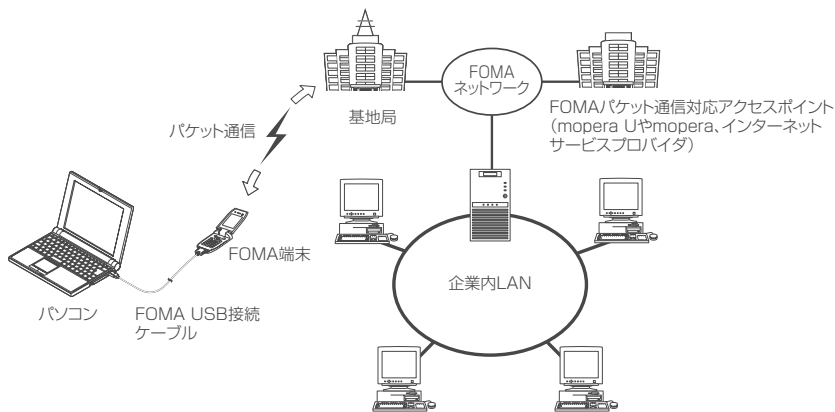 FOMA
ネットワーク
基地局
FOMAパケット通信対応アクセスポイント
（mopera Uやmopera、インターネット
サービスプロバイダ）
パケット通信
FOMA端末
パソコン
FOMA USB接続
ケーブル
企業内LAN